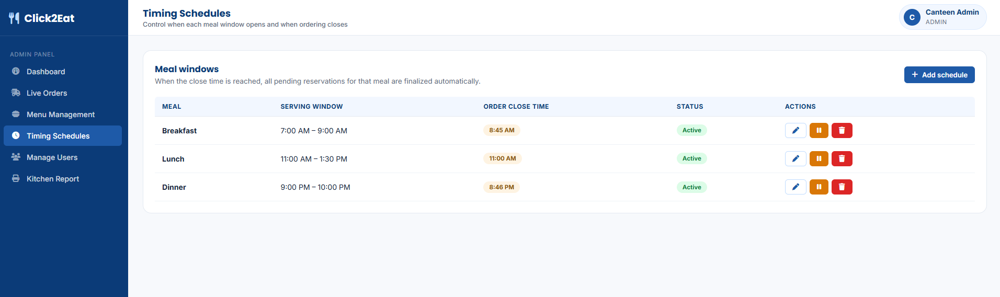 Click2Eat
ADMIN PANEL
Dashboard
Live Orders
Menu Management
Timing Schedules
Manage Users
Kitchen Report
Timing Schedules
Control when each meal window opens and when ordering closes
C
Canteen Admin
ADMIN
Meal windows
When the close time is reached, all pending reservations for that meal are finalized automatically.
+ Add schedule
MEAL SERVING WINDOW ORDER CLOSE TIME STATUS ACTIONS
Breakfast 7:00 AM – 9:00 AM 8:45 AM Active
Lunch 11:00 AM – 1:30 PM 11:00 AM Active
Dinner 9:00 PM – 10:00 PM 8:46 PM Active